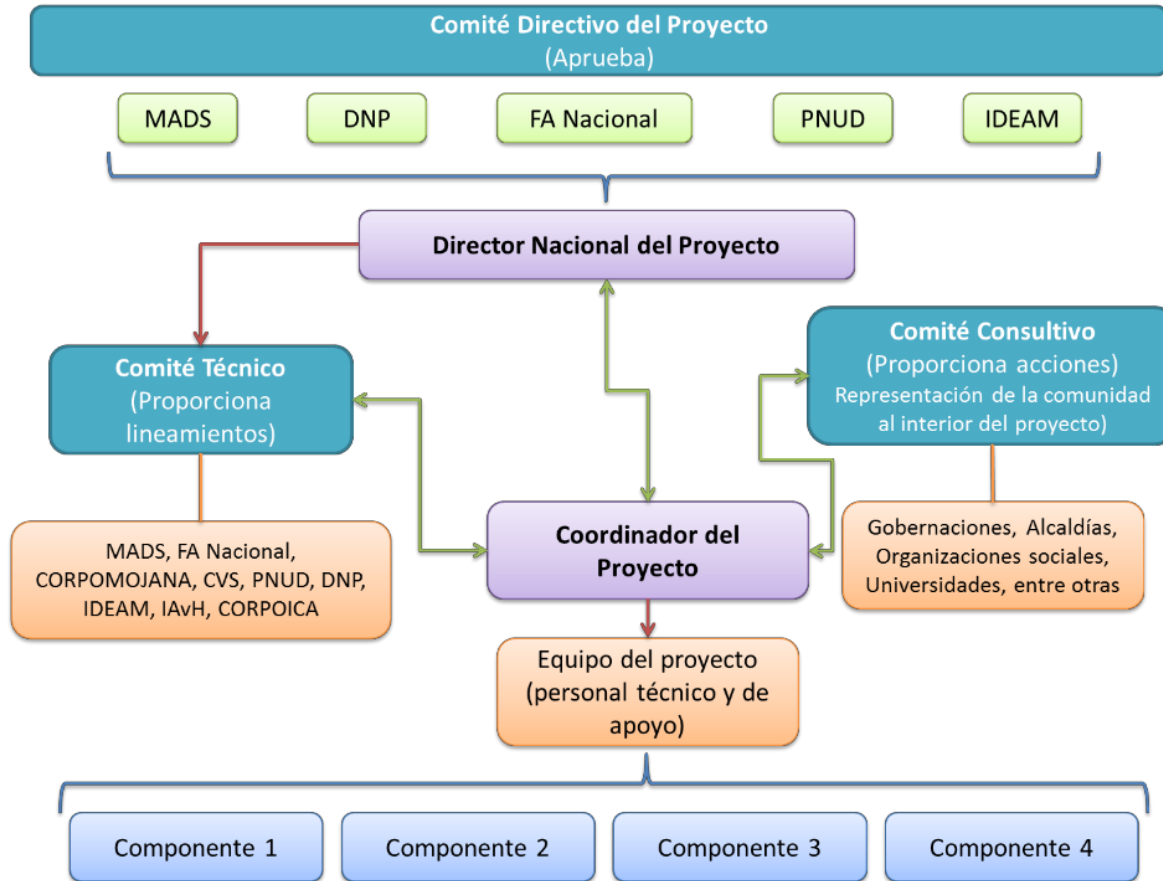 Comité Directivo del Proyecto
(Aprueba)
MADS
DNP
FA Nacional
PNUD
IDEAM
Director Nacional del Proyecto
Comité Técnico
(Proporciona
lineamientos)
Comité Consultivo
(Proporciona acciones)
Representación de la comunidad
al interior del proyecto)
MADS, FA Nacional,
CORPOMOJANA, CVS, PNUD, DNP,
IDEAM, IAvH, CORPOICA
Coordinador del
Proyecto
Gobernaciones, Alcaldías,
Organizaciones sociales,
Universidades, entre otras
Equipo del proyecto
(personal técnico y de
apoyo)
Componente 1
Componente 2
Componente 3
Componente 4